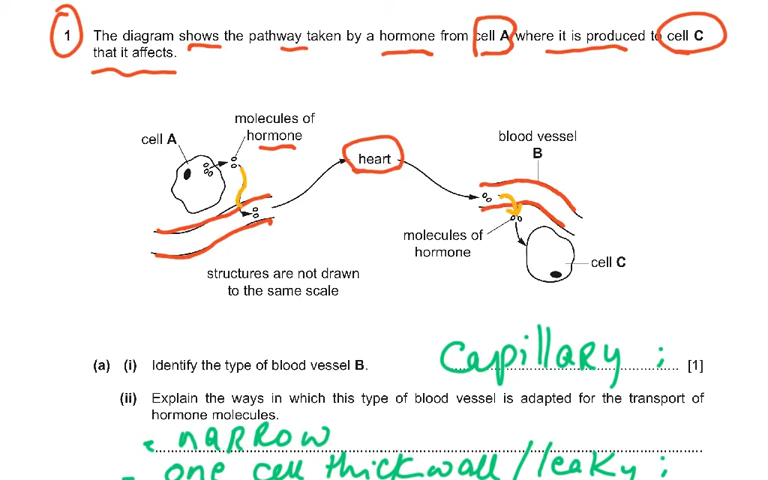 1 The diagram shows the pathway taken by a hormone from cell A where it is produced to cell C
that it affects.
molecules of
hormone
cell A
blood vessel
B
heart
molecules of
hormone
cell C
structures are not drawn
to the same scale
(a) (i) Identify the type of blood vessel B. Capillary ; [1]
(ii) Explain the ways in which this type of blood vessel is adapted for the transport of
hormone molecules.
- narrow
- one cell thick wall / leaky ;